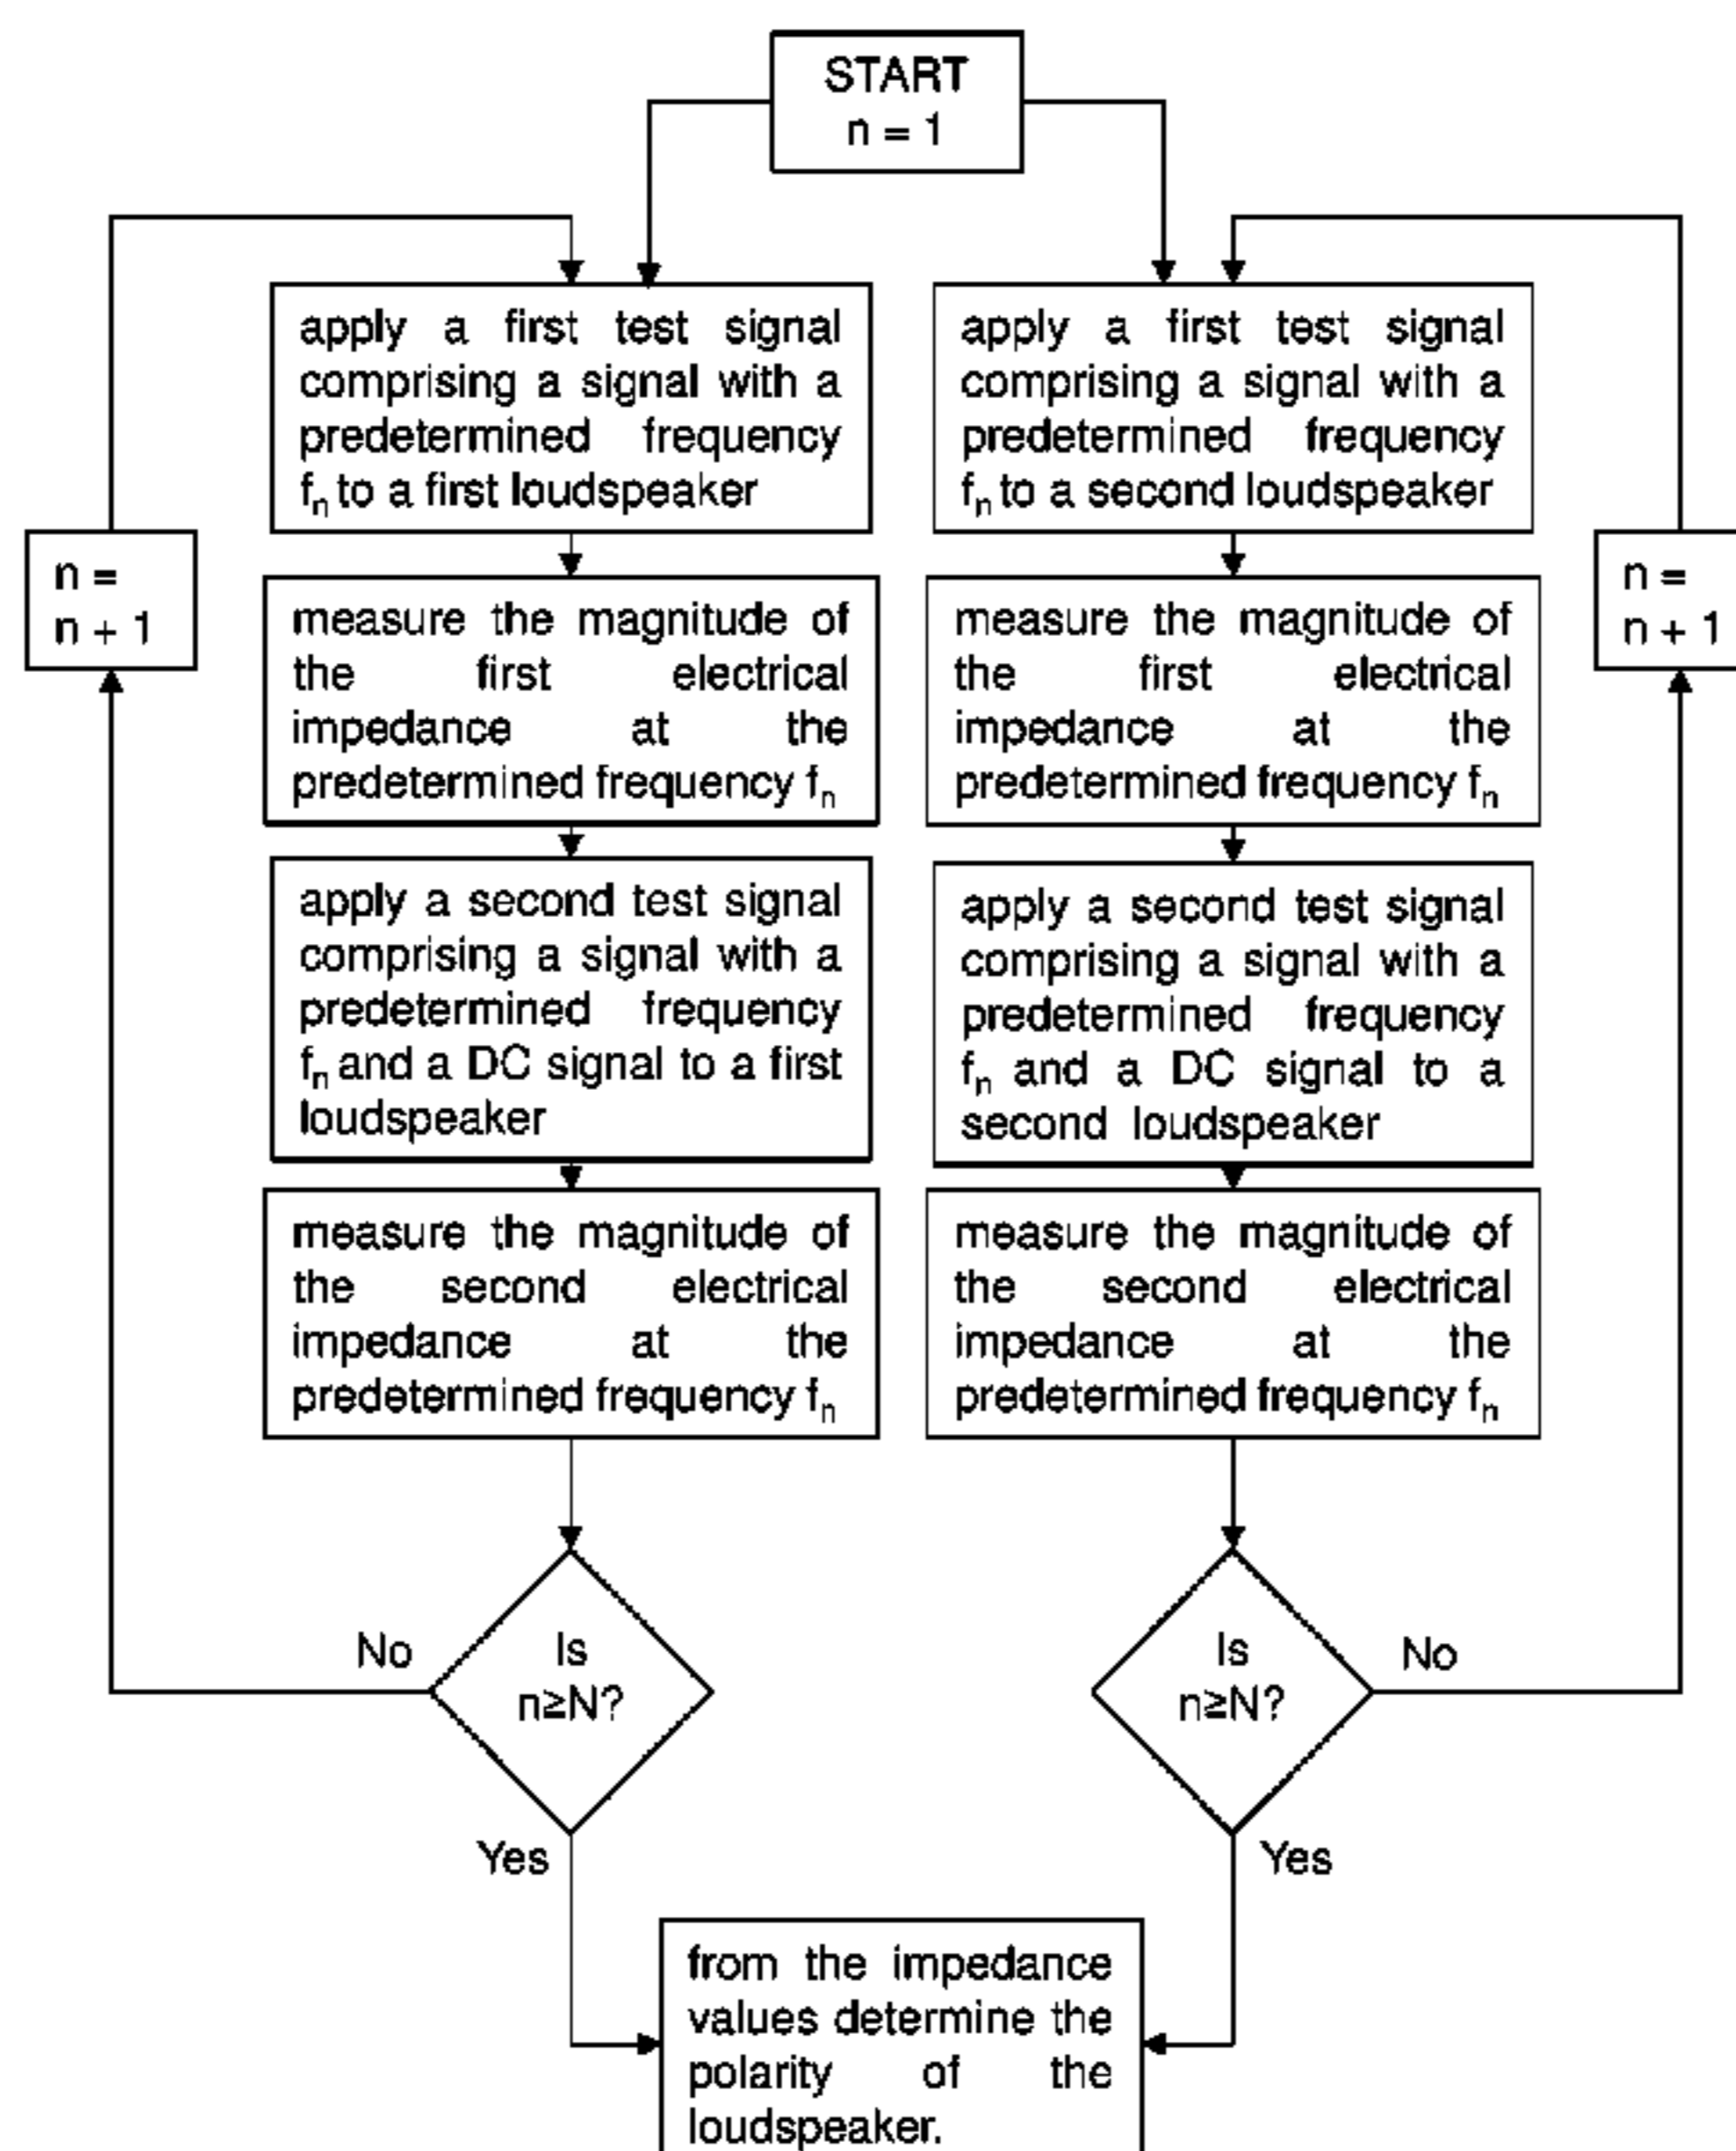 START
n = 1
apply a first test signal
comprising a signal with a
predetermined frequency
fn to a first loudspeaker
measure the magnitude of
the first electrical
impedance at the
predetermined frequency fn
apply a second test signal
comprising a signal with a
predetermined frequency
fn and a DC signal to a first
loudspeaker
measure the magnitude of
the second electrical
impedance at the
predetermined frequency fn
Is
n≥N?
No
Yes
n =
n + 1
apply a first test signal
comprising a signal with a
predetermined frequency
fn to a second loudspeaker
measure the magnitude of
the first electrical
impedance at the
predetermined frequency fn
apply a second test signal
comprising a signal with a
predetermined frequency
fn and a DC signal to a
second loudspeaker
measure the magnitude of
the second electrical
impedance at the
predetermined frequency fn
Is
n≥N?
No
Yes
n =
n + 1
from the impedance
values determine the
polarity of the
loudspeaker.